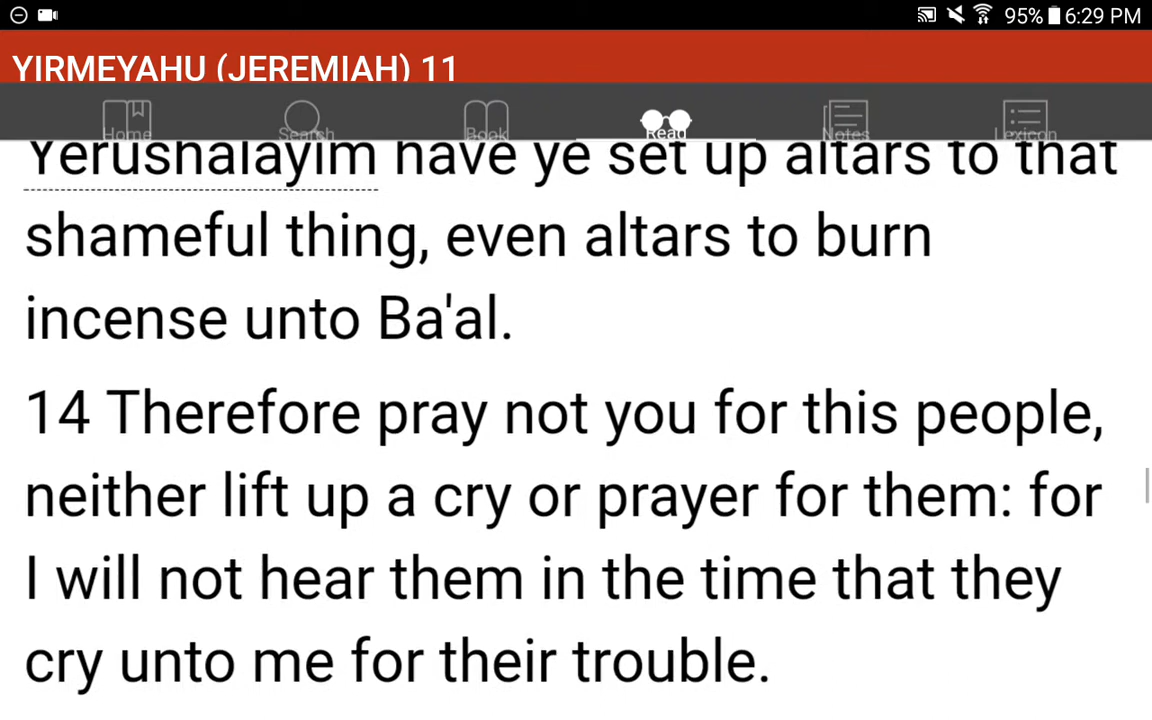 95% 6:29 PM
YIRMEYAHU (JEREMIAH) 11
Home Search Book Read Notes Lexicon
Yerushalayim have ye set up altars to that
shameful thing, even altars to burn
incense unto Ba'al.
14 Therefore pray not you for this people,
neither lift up a cry or prayer for them: for
I will not hear them in the time that they
cry unto me for their trouble.